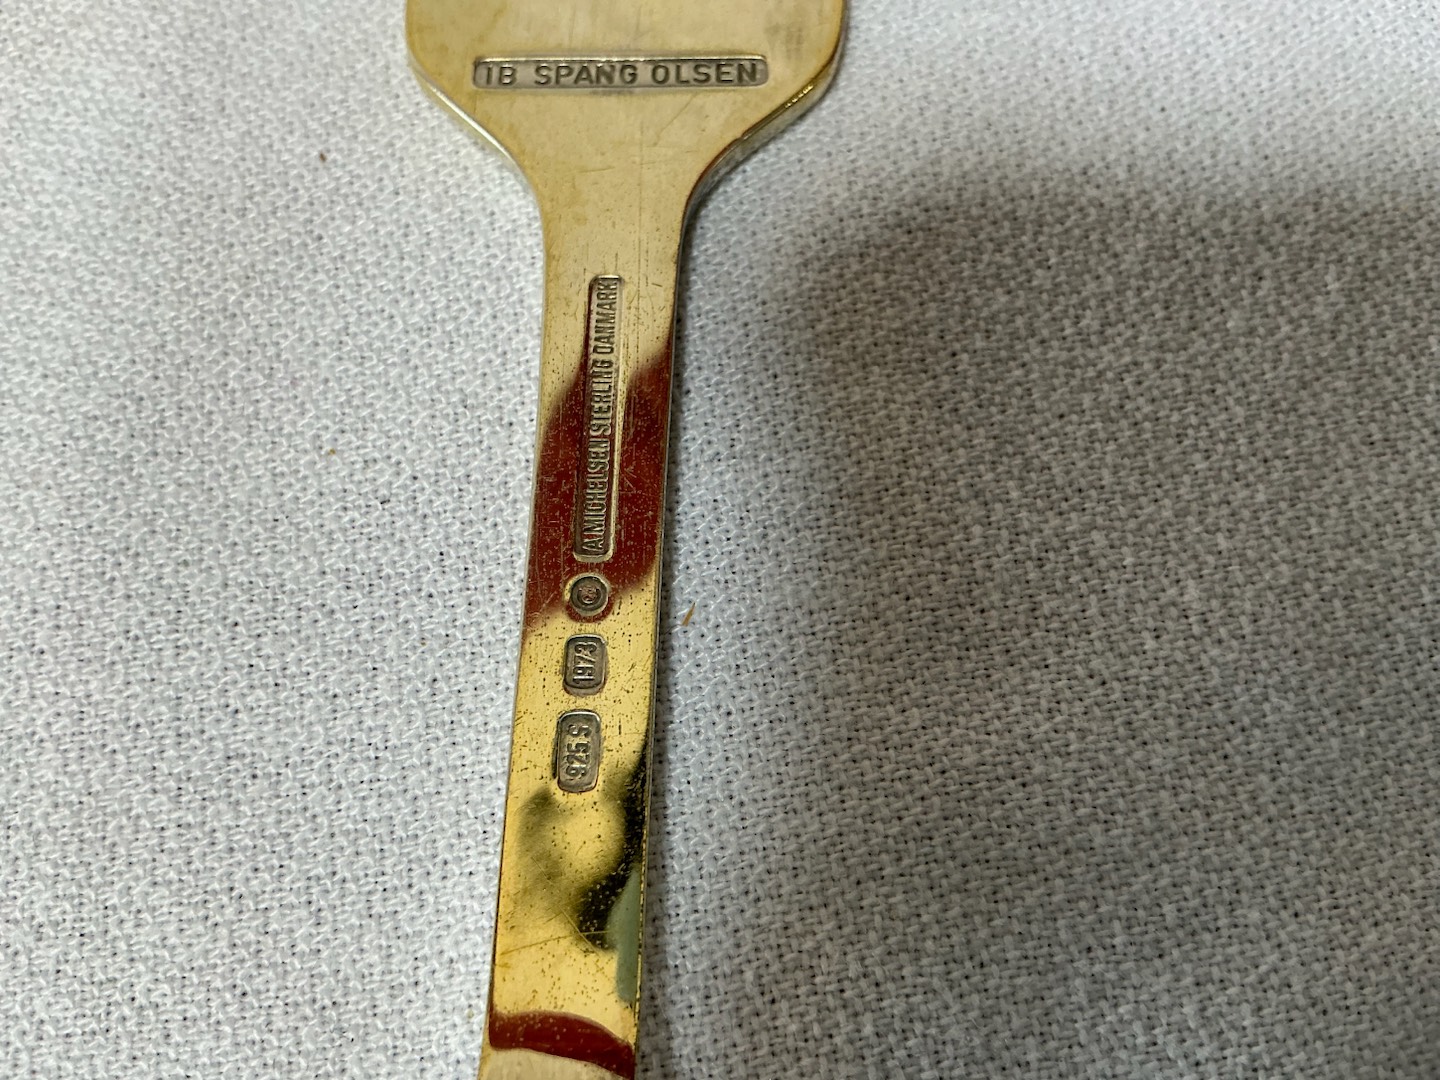 IB SPANG OLSEN
A MICHELSEN STERLING DANMARK
1973
925 S